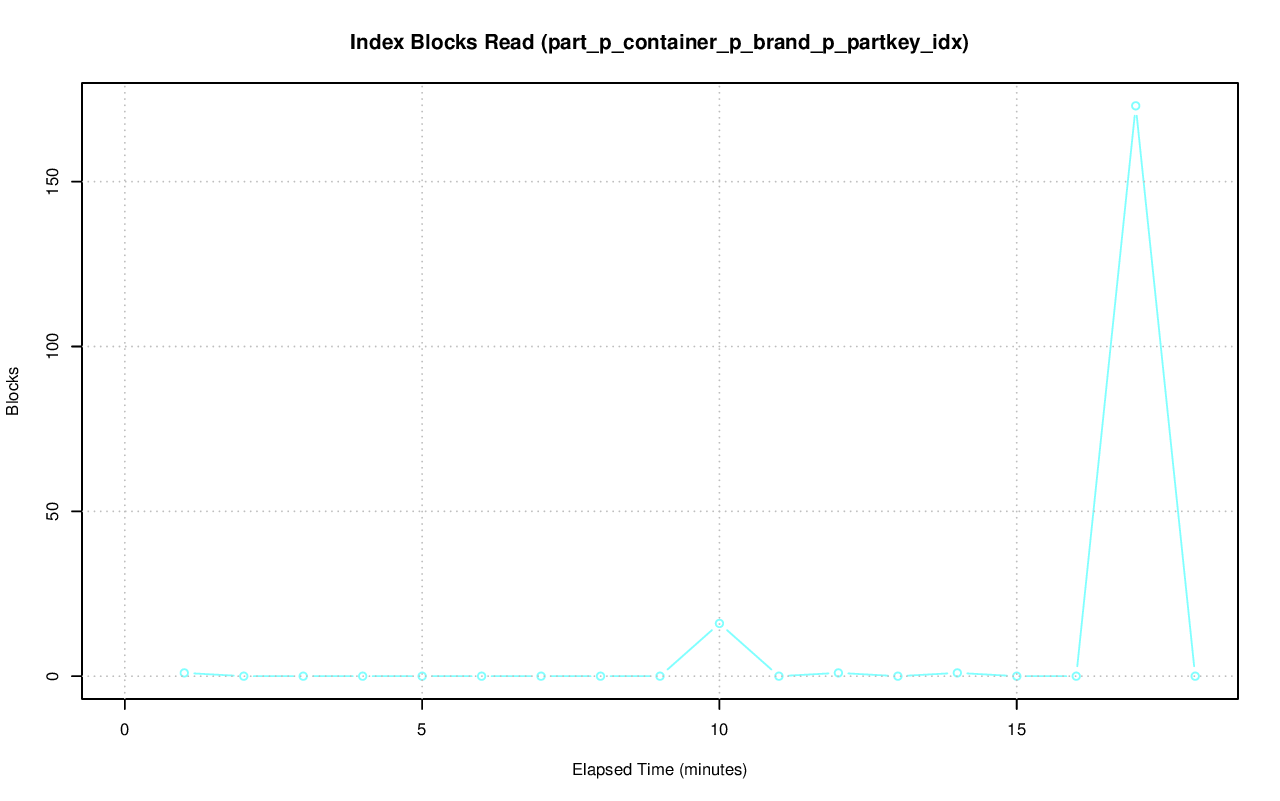 Index Blocks Read (part_p_container_p_brand_p_partkey_idx)
Blocks
150
100
50
0
0 5 10 15
Elapsed Time (minutes)